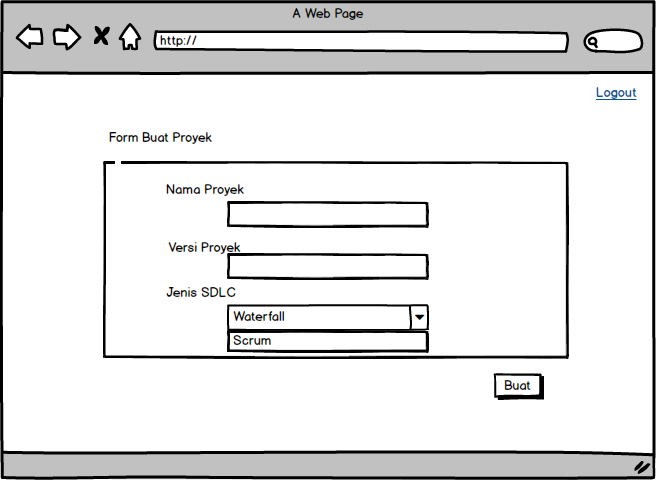 A Web Page
http://
Logout
Form Buat Proyek
Nama Proyek
Versi Proyek
Jenis SDLC
Waterfall
Scrum
Buat